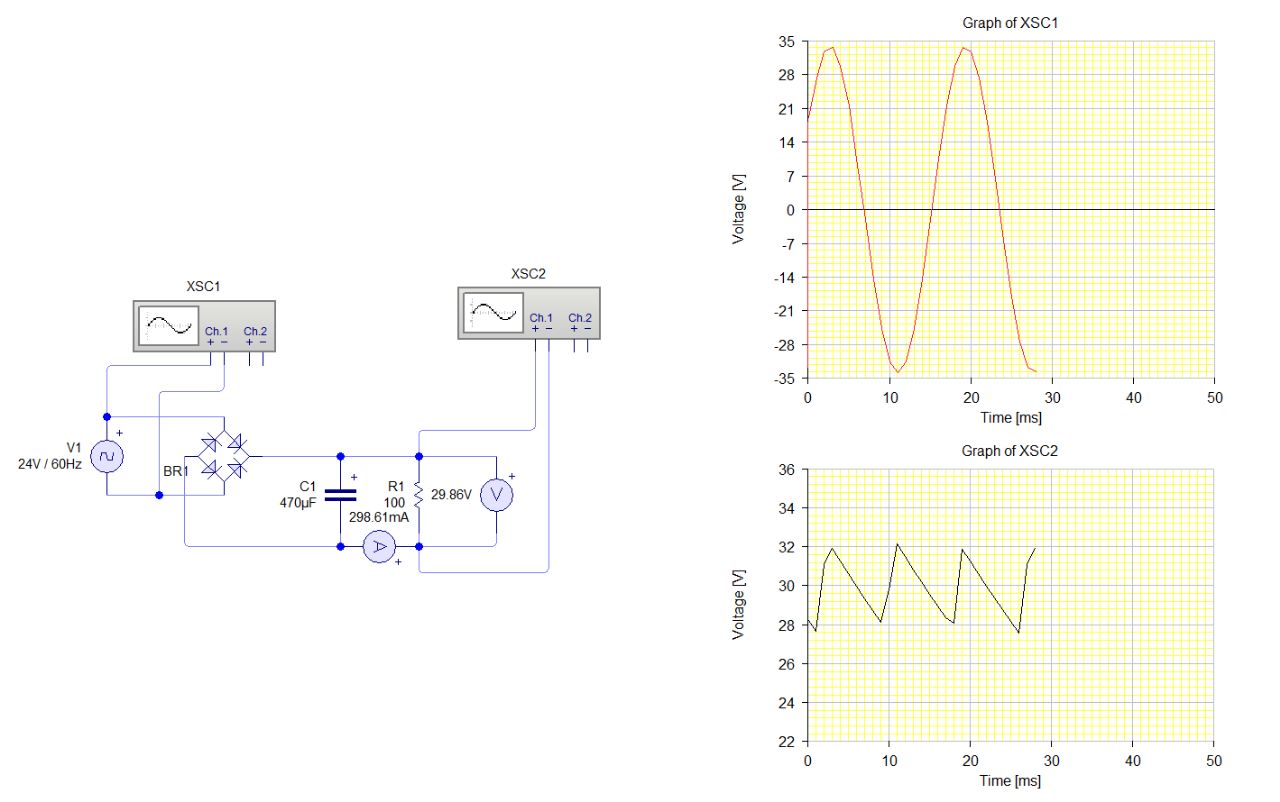 XSC1
Ch.1 Ch.2
+ − + −
XSC2
Ch.1 Ch.2
+ − + −
V1
24V / 60Hz
+
BR1
C1
470µF
+
R1
100
298.61mA
A
+
29.86V
V
+
Graph of XSC1
Voltage [V]
35
28
21
14
7
0
-7
-14
-21
-28
-35
0 10 20 30 40 50
Time [ms]
Graph of XSC2
Voltage [V]
36
34
32
30
28
26
24
22
0 10 20 30 40 50
Time [ms]